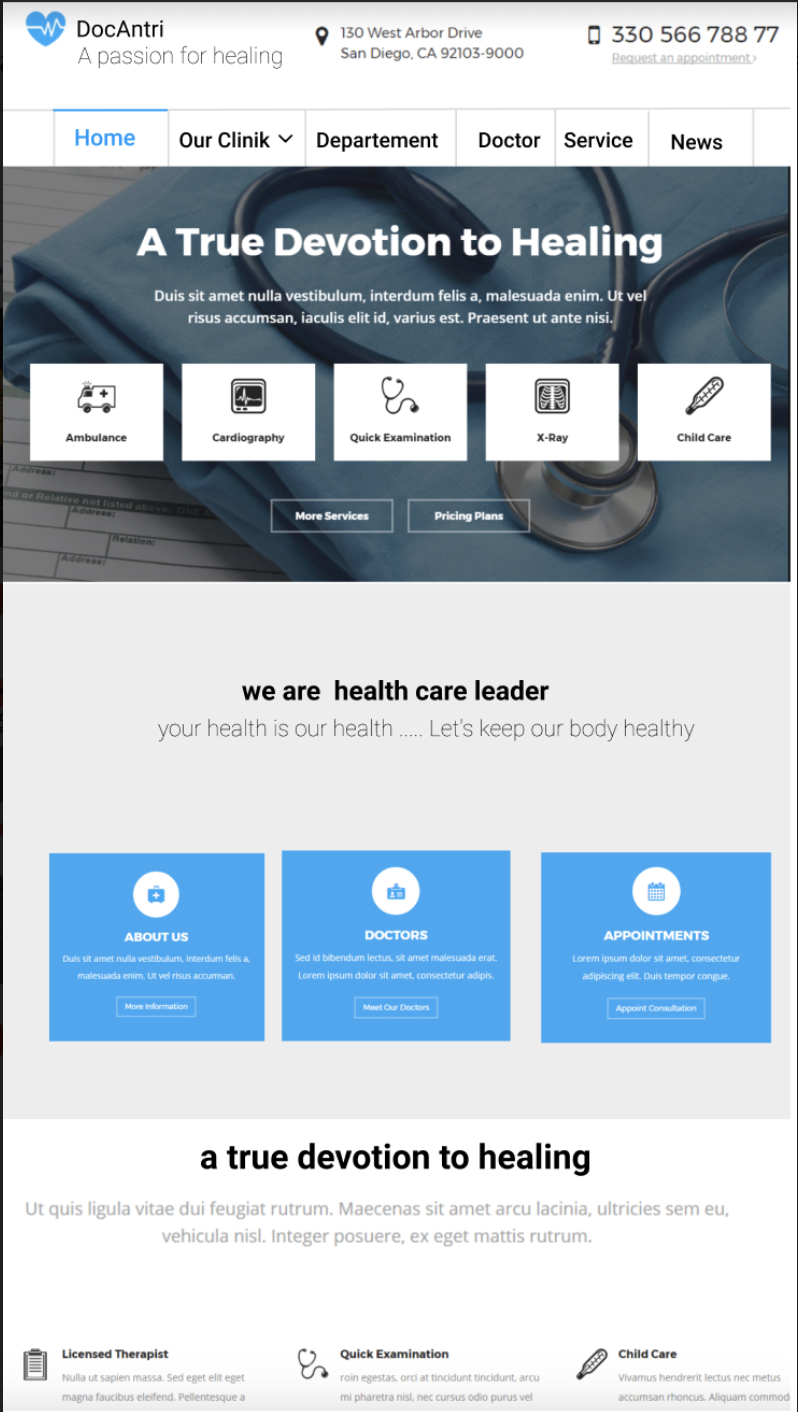 DocAntri
A passion for healing
130 West Arbor Drive
San Diego, CA 92103-9000
330 566 788 77
Request an appointment
Home
Our Clinik
Departement
Doctor
Service
News
A True Devotion to Healing
Duis sit amet nulla vestibulum, interdum felis a, malesuada enim. Ut vel
risus accumsan, iaculis elit id, varius est. Praesent ut ante nisi.
Ambulance
Cardiography
Quick Examination
X-Ray
Child Care
Address:
nd or Relative not listed above. ONE
Address:
Relation:
Address:
More Services
Pricing Plans
we are health care leader
your health is our health ..... Let's keep our body healthy
ABOUT US
Duis sit amet nulla vestibulum, interdum felis a,
malesuada enim. Ut vel risus accumsan.
More Information
DOCTORS
Sed id bibendum lectus, sit amet malesuada erat.
Lorem ipsum dolor sit amet, consectetur adipis.
Meet Our Doctors
APPOINTMENTS
Lorem ipsum dolor sit amet, consectetur
adipiscing elit. Duis tempor congue.
Appoint Consultation
a true devotion to healing
Ut quis ligula vitae dui feugiat rutrum. Maecenas sit amet arcu lacinia, ultricies sem eu,
vehicula nisl. Integer posuere, ex eget mattis rutrum.
Licensed Therapist
Nulla ut sapien massa. Sed eget elit eget
magna faucibus eleifend. Pellentesque a
Quick Examination
roin egestas, orci at tincidunt tincidunt, arcu
mi pharetra nisl, nec cursus odio purus vel
Child Care
Vivamus hendrerit lectus nec metus
accumsan rhoncus. Aliquam commod